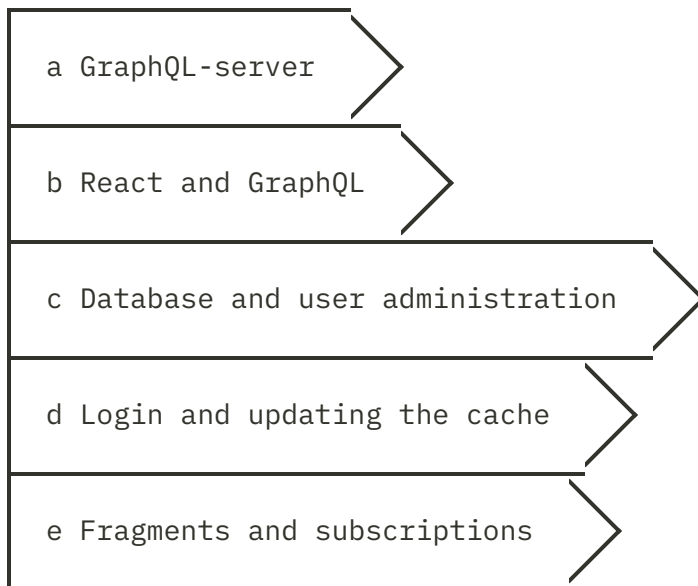 a GraphQL-server
b React and GraphQL
c Database and user administration
d Login and updating the cache
e Fragments and subscriptions